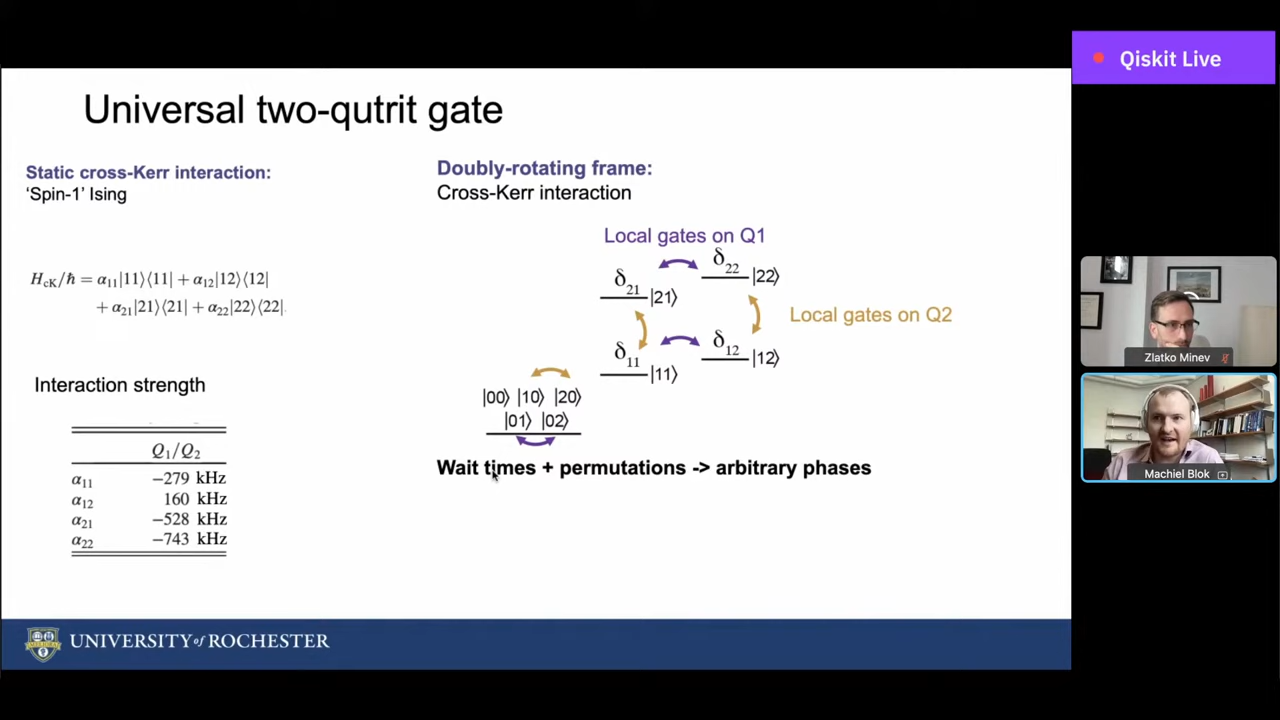 Universal two-qutrit gate
Static cross-Kerr interaction:
‘Spin-1’ Ising
H_cK/ħ = α₁₁|11⟩⟨11| + α₁₂|12⟩⟨12|
+ α₂₁|21⟩⟨21| + α₂₂|22⟩⟨22|.
Interaction strength
Q₁/Q₂
α₁₁ −279 kHz
α₁₂ 160 kHz
α₂₁ −528 kHz
α₂₂ −743 kHz
Doubly-rotating frame:
Cross-Kerr interaction
Local gates on Q1
δ₂₂ |22⟩
δ₂₁ |21⟩
Local gates on Q2
δ₁₂ |12⟩
δ₁₁ |11⟩
|00⟩ |10⟩ |20⟩
|01⟩ |02⟩
Wait times + permutations -> arbitrary phases
UNIVERSITY of ROCHESTER
Qiskit Live
Zlatko Minev
Machiel Blok